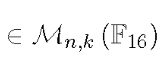 ∈ ℳ_{n,k} (𝔽_{16})